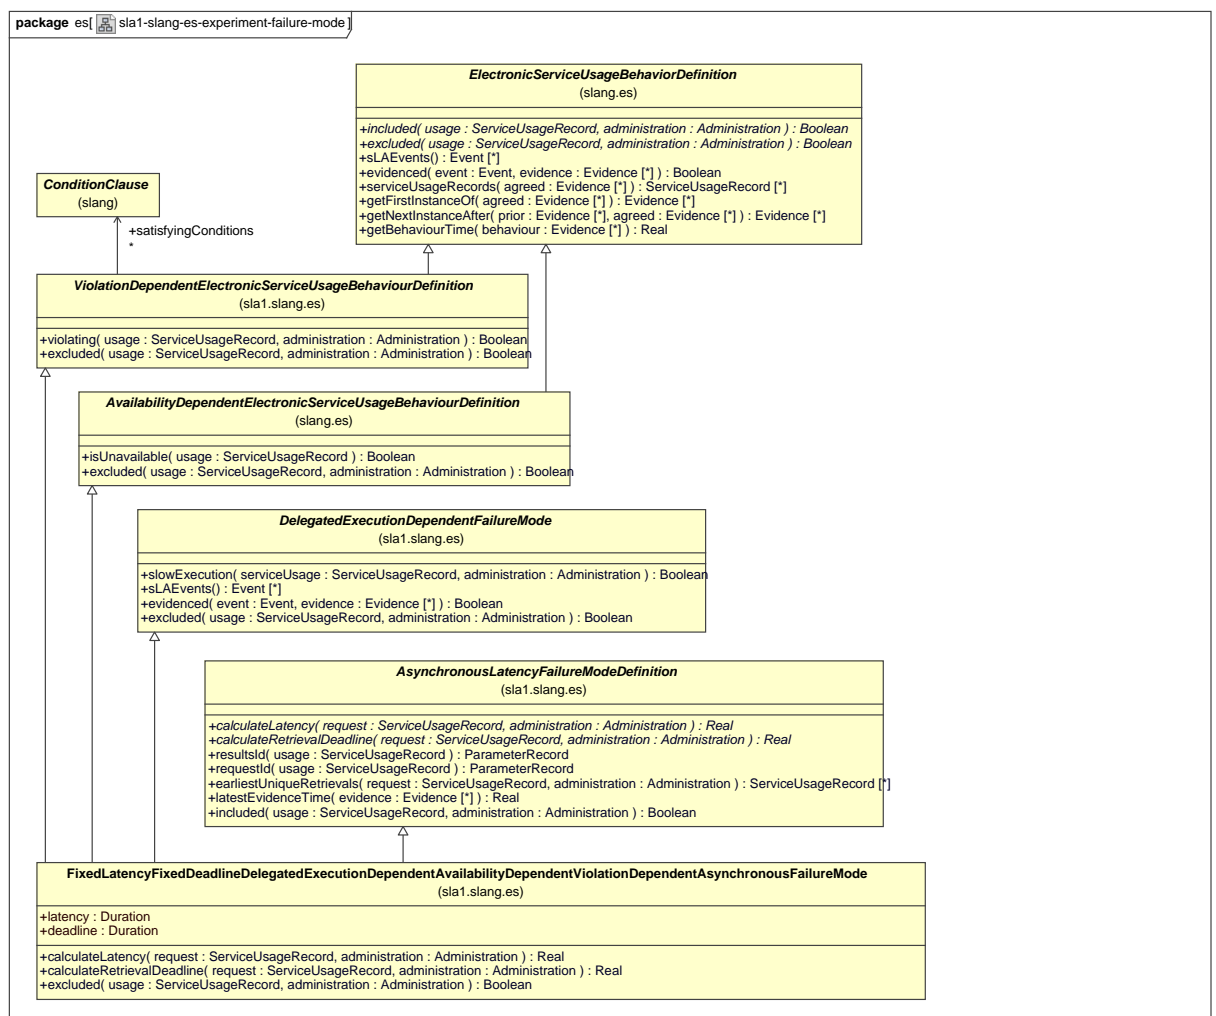 package es[ sla1-slang-es-experiment-failure-mode ]
ElectronicServiceUsageBehaviorDefinition
(slang.es)
+included( usage : ServiceUsageRecord, administration : Administration ) : Boolean
+excluded( usage : ServiceUsageRecord, administration : Administration ) : Boolean
+sLAEvents() : Event [*]
+evidenced( event : Event, evidence : Evidence [*] ) : Boolean
+serviceUsageRecords( agreed : Evidence [*] ) : ServiceUsageRecord [*]
+getFirstInstanceOf( agreed : Evidence [*] ) : Evidence [*]
+getNextInstanceAfter( prior : Evidence [*], agreed : Evidence [*] ) : Evidence [*]
+getBehaviourTime( behaviour : Evidence [*] ) : Real
ConditionClause
(slang)
+satisfyingConditions
*
ViolationDependentElectronicServiceUsageBehaviourDefinition
(sla1.slang.es)
+violating( usage : ServiceUsageRecord, administration : Administration ) : Boolean
+excluded( usage : ServiceUsageRecord, administration : Administration ) : Boolean
AvailabilityDependentElectronicServiceUsageBehaviourDefinition
(slang.es)
+isUnavailable( usage : ServiceUsageRecord ) : Boolean
+excluded( usage : ServiceUsageRecord, administration : Administration ) : Boolean
DelegatedExecutionDependentFailureMode
(sla1.slang.es)
+slowExecution( serviceUsage : ServiceUsageRecord, administration : Administration ) : Boolean
+sLAEvents() : Event [*]
+evidenced( event : Event, evidence : Evidence [*] ) : Boolean
+excluded( usage : ServiceUsageRecord, administration : Administration ) : Boolean
AsynchronousLatencyFailureModeDefinition
(sla1.slang.es)
+calculateLatency( request : ServiceUsageRecord, administration : Administration ) : Real
+calculateRetrievalDeadline( request : ServiceUsageRecord, administration : Administration ) : Real
+resultsId( usage : ServiceUsageRecord ) : ParameterRecord
+requestId( usage : ServiceUsageRecord ) : ParameterRecord
+earliestUniqueRetrievals( request : ServiceUsageRecord, administration : Administration ) : ServiceUsageRecord [*]
+latestEvidenceTime( evidence : Evidence [*] ) : Real
+included( usage : ServiceUsageRecord, administration : Administration ) : Boolean
FixedLatencyFixedDeadlineDelegatedExecutionDependentAvailabilityDependentViolationDependentAsynchronousFailureMode
(sla1.slang.es)
+latency : Duration
+deadline : Duration
+calculateLatency( request : ServiceUsageRecord, administration : Administration ) : Real
+calculateRetrievalDeadline( request : ServiceUsageRecord, administration : Administration ) : Real
+excluded( usage : ServiceUsageRecord, administration : Administration ) : Boolean